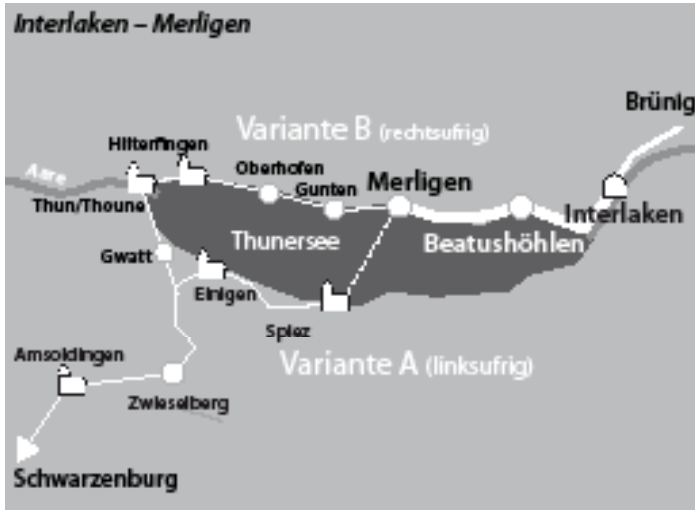 Interlaken – Merligen
Brünig
Variante B (rechtsufrig)
Hilterfingen
Aare
Oberhofen
Gunten
Merligen
Thun/Thoune
Interlaken
Thunersee
Beatushöhlen
Gwatt
Einigen
Spiez
Amsoldingen
Variante A (linksufrig)
Zwieselberg
Schwarzenburg